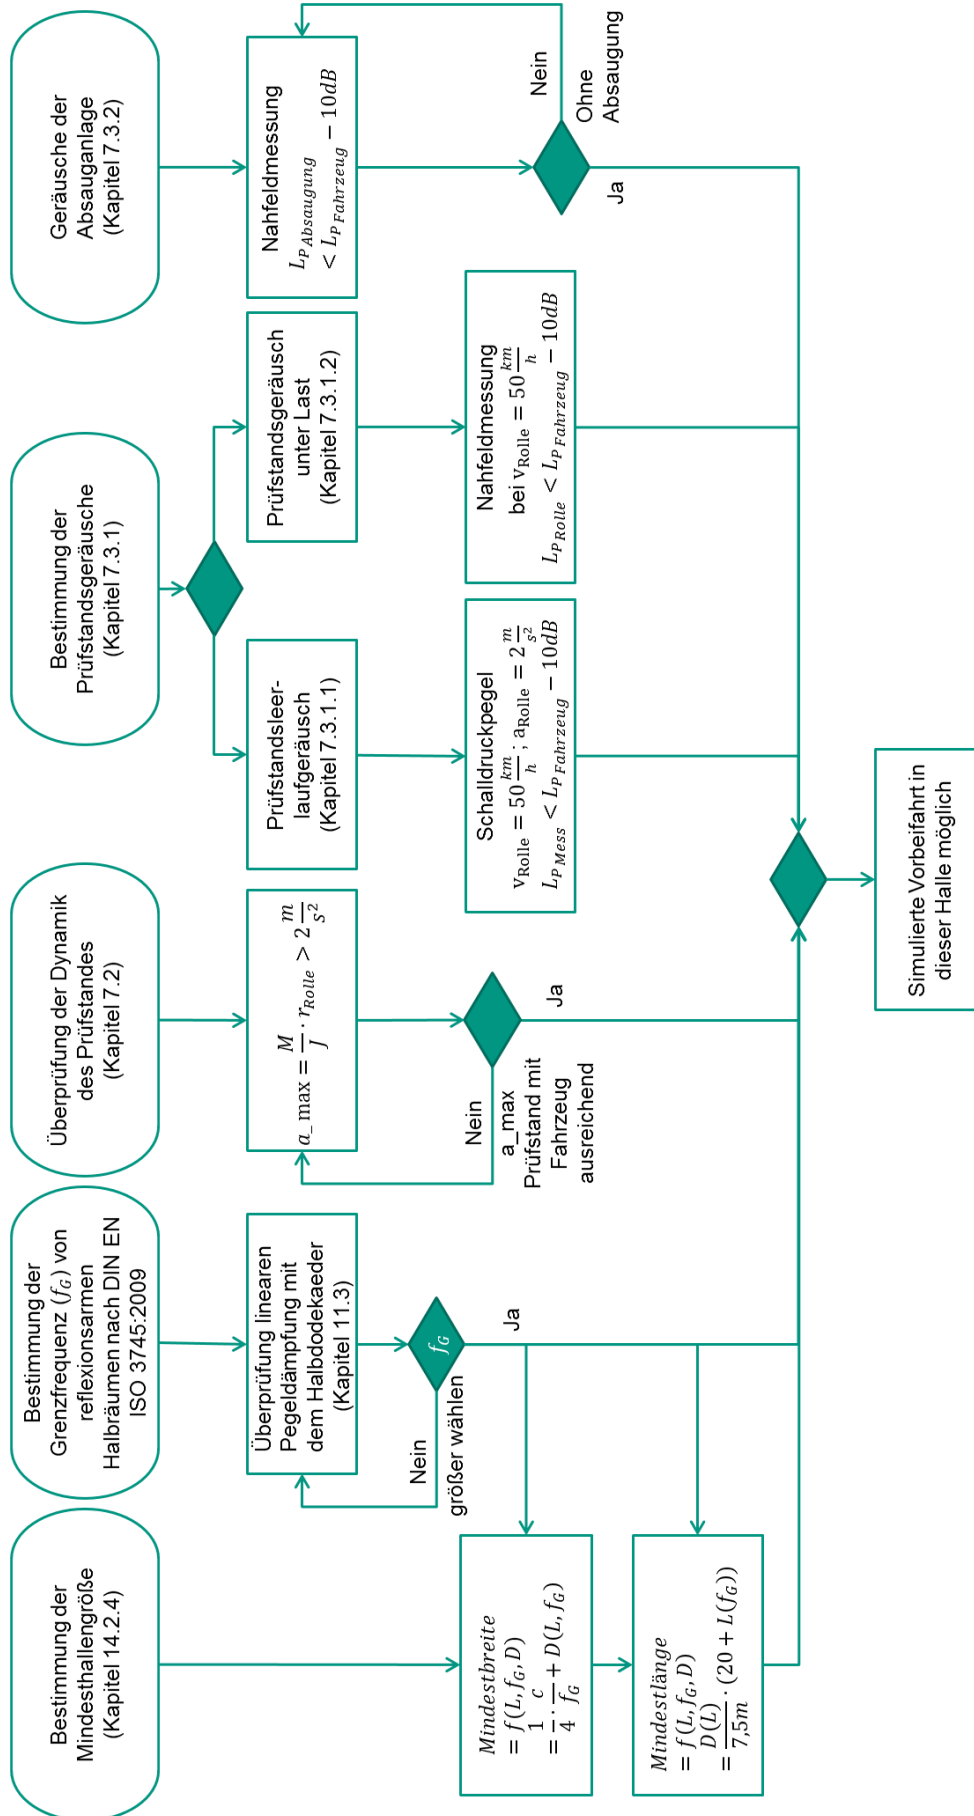 Bestimmung der
Mindesthallengröße
(Kapitel 14.2.4)
Bestimmung der
Grenzfrequenz (f_G) von
reflexionsarmen
Halbräumen nach DIN EN
ISO 3745:2009
Überprüfung der Dynamik
des Prüfstandes
(Kapitel 7.2)
Bestimmung der
Prüfstandsgeräusche
(Kapitel 7.3.1)
Geräusche der
Absauganlage
(Kapitel 7.3.2)
Überprüfung linearen
Pegeldämpfung mit
dem Halbbodekaeder
(Kapitel 11.3)
a_max = M/J · r_Rolle > 2 m/s²
Prüfstandsleer-
laufgeräusch
(Kapitel 7.3.1.1)
Prüfstandsgeräusch
unter Last
(Kapitel 7.3.1.2)
Nahfeldmessung
L_P Absaugung
< L_P Fahrzeug − 10dB
Nein
größer wählen
f_G
Ja
Nein
a_max
Prüfstand mit
Fahrzeug
ausreichend
Ja
Schalldruckpegel
v_Rolle = 50 km/h ; a_Rolle = 2 m/s²
L_P Mess < L_P Fahrzeug − 10dB
Nahfeldmessung
bei v_Rolle = 50 km/h
L_P Rolle < L_P Fahrzeug − 10dB
Nein
Ohne
Absaugung
Ja
Mindestbreite
= f(L, f_G, D)
= 1/4 · c/f_G + D(L, f_G)
Mindestlänge
= f(L, f_G, D)
= D(L)/7,5m · (20 + L(f_G))
Simulierte Vorbeifahrt in
dieser Halle möglich